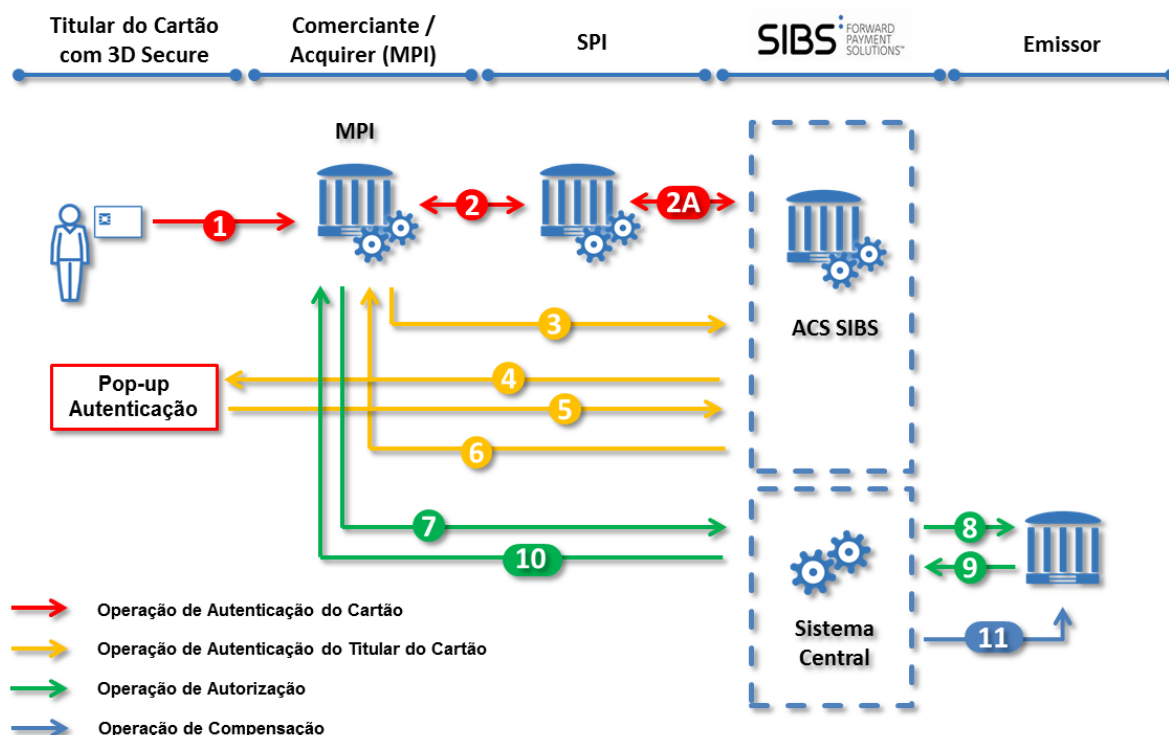 Titular do Cartão
com 3D Secure
Comerciante /
Acquirer (MPI)
SPI
SIBS
FORWARD
PAYMENT
SOLUTIONS™
Emissor
MPI
1
2
2A
ACS SIBS
3
4
Pop-up
Autenticação
5
6
7
8
10
9
Sistema
Central
11
Operação de Autenticação do Cartão
Operação de Autenticação do Titular do Cartão
Operação de Autorização
Operação de Compensação